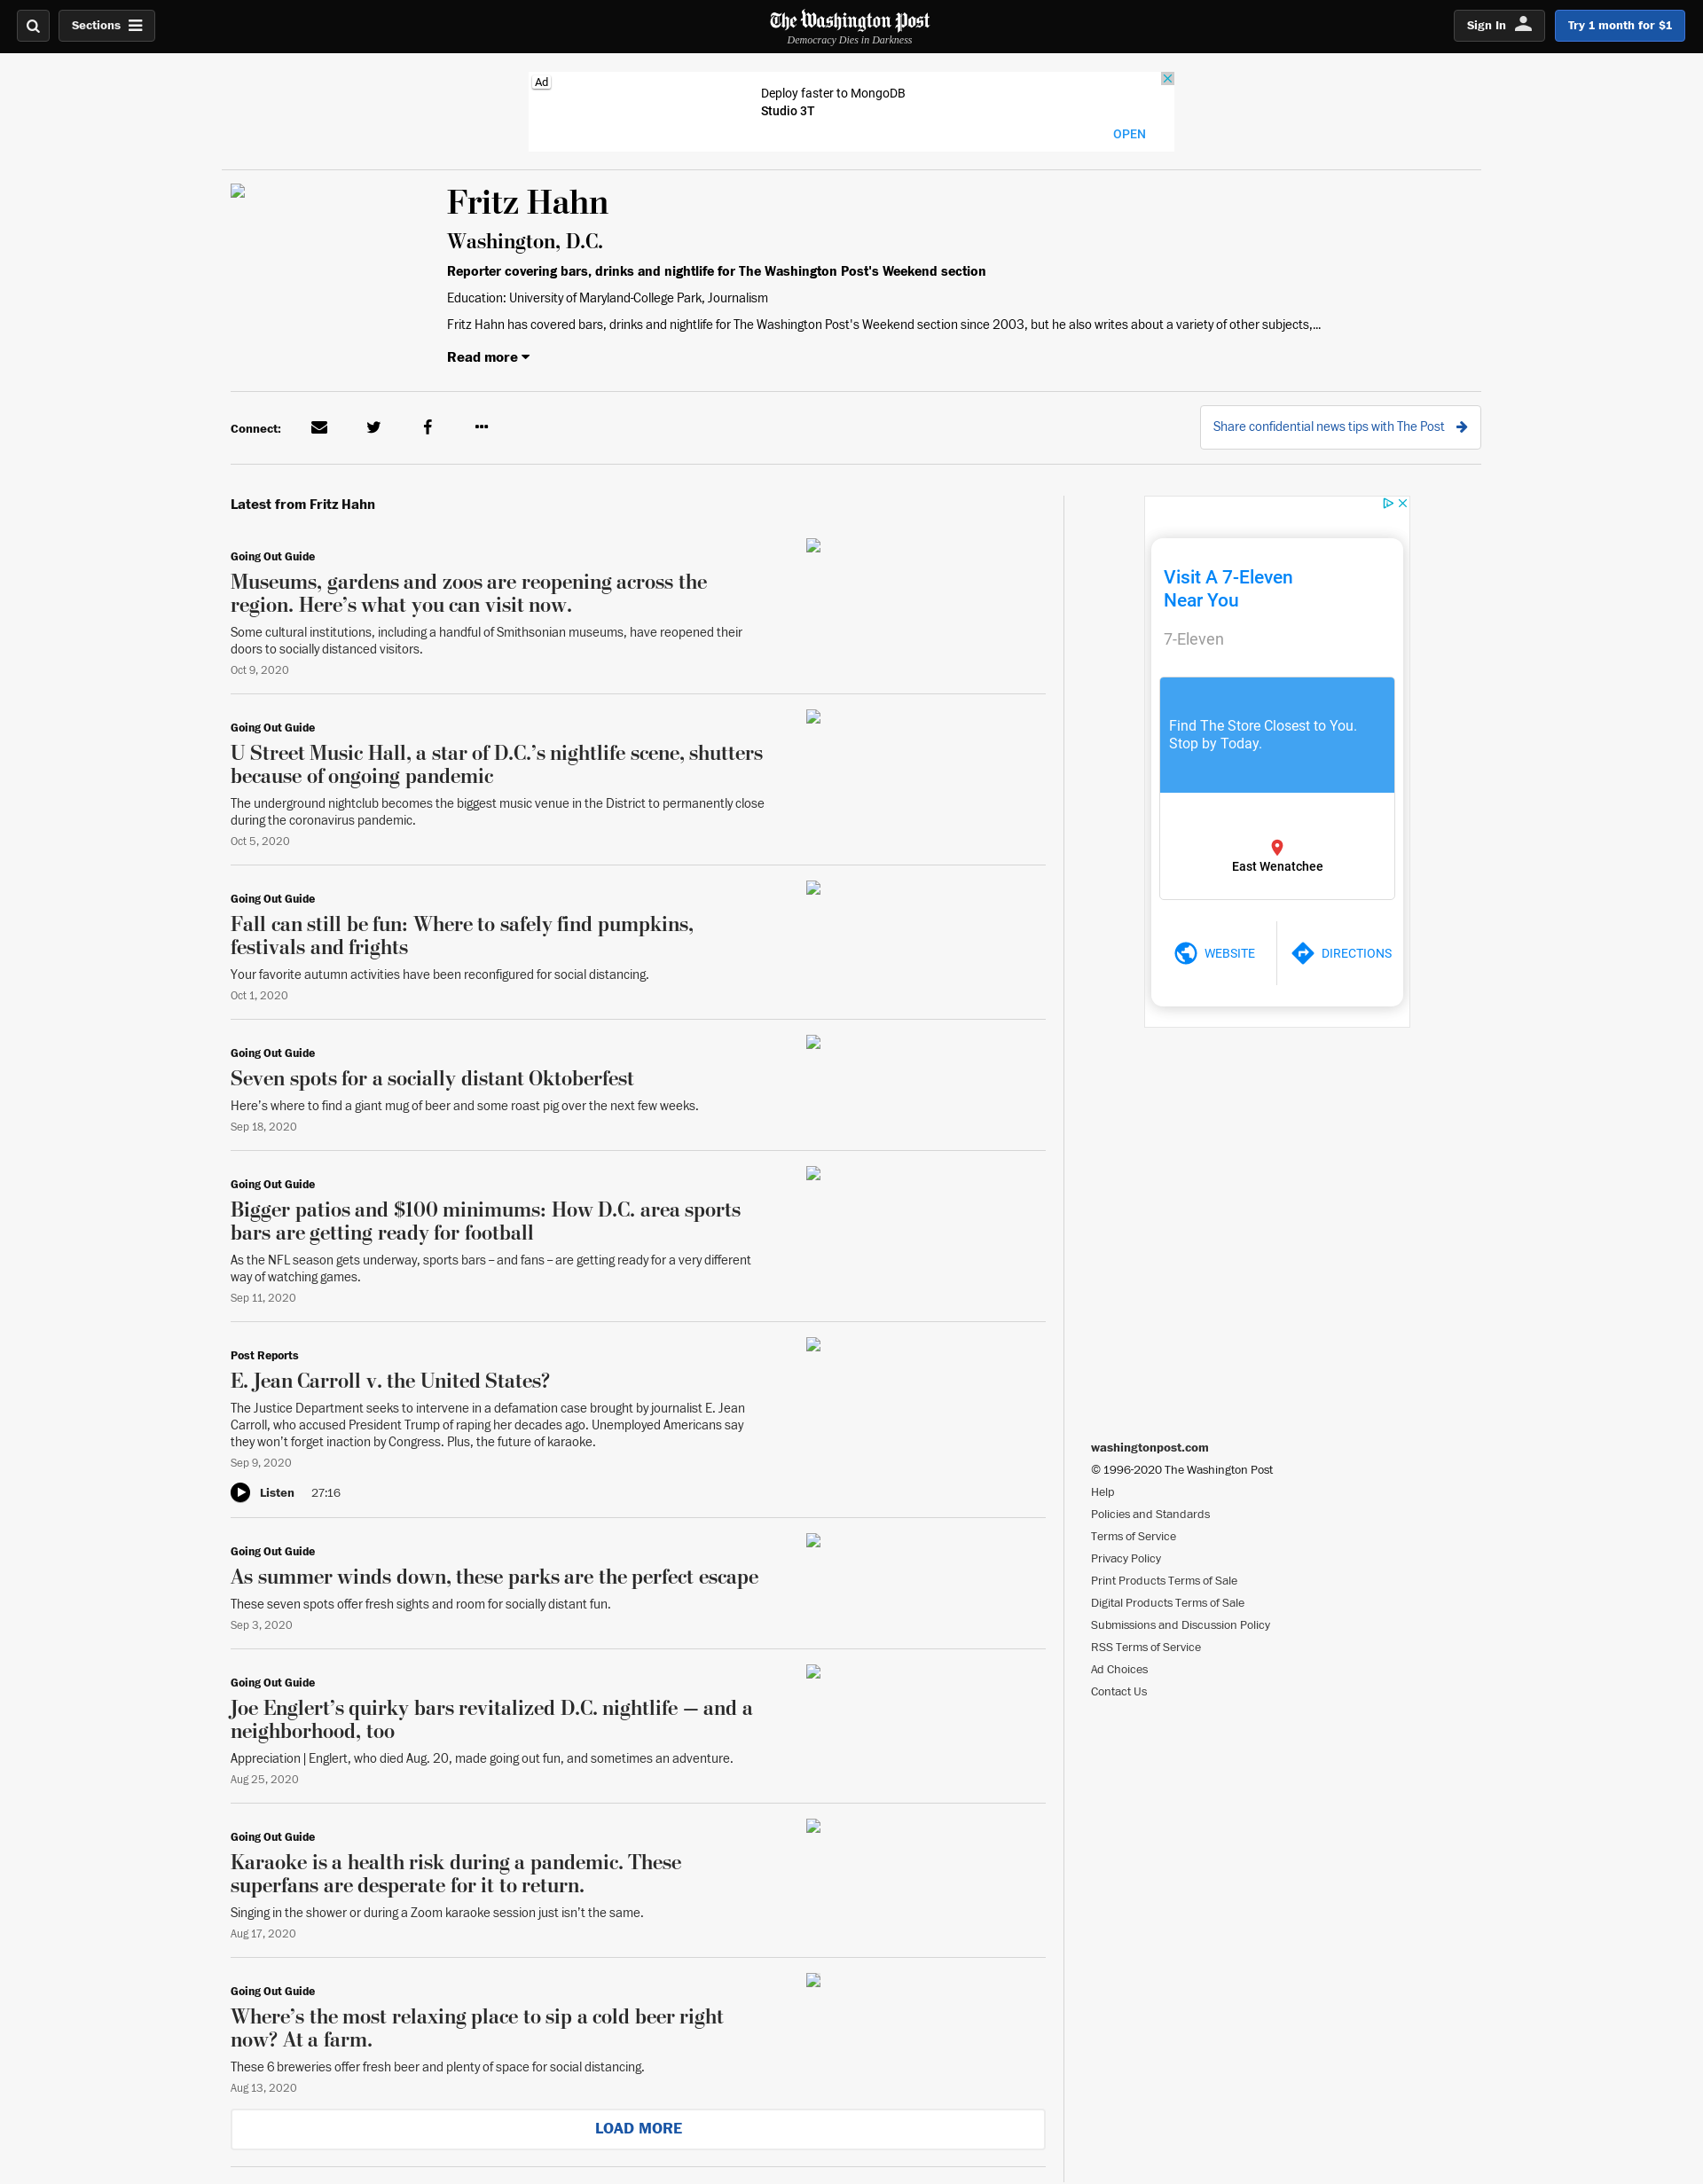 Sections
The Washington Post
Democracy Dies in Darkness
Sign In
Try 1 month for $1
Ad
Deploy faster to MongoDB
Studio 3T
OPEN
Fritz Hahn
Washington, D.C.
Reporter covering bars, drinks and nightlife for The Washington Post's Weekend section
Education: University of Maryland-College Park, Journalism
Fritz Hahn has covered bars, drinks and nightlife for The Washington Post's Weekend section since 2003, but he also writes about a variety of other subjects,...
Read more
Connect:
Share confidential news tips with The Post
Latest from Fritz Hahn
Going Out Guide
Museums, gardens and zoos are reopening across the
region. Here’s what you can visit now.
Some cultural institutions, including a handful of Smithsonian museums, have reopened their
doors to socially distanced visitors.
Oct 9, 2020
Going Out Guide
U Street Music Hall, a star of D.C.’s nightlife scene, shutters
because of ongoing pandemic
The underground nightclub becomes the biggest music venue in the District to permanently close
during the coronavirus pandemic.
Oct 5, 2020
Going Out Guide
Fall can still be fun: Where to safely find pumpkins,
festivals and frights
Your favorite autumn activities have been reconfigured for social distancing.
Oct 1, 2020
Going Out Guide
Seven spots for a socially distant Oktoberfest
Here’s where to find a giant mug of beer and some roast pig over the next few weeks.
Sep 18, 2020
Going Out Guide
Bigger patios and $100 minimums: How D.C. area sports
bars are getting ready for football
As the NFL season gets underway, sports bars – and fans – are getting ready for a very different
way of watching games.
Sep 11, 2020
Post Reports
E. Jean Carroll v. the United States?
The Justice Department seeks to intervene in a defamation case brought by journalist E. Jean
Carroll, who accused President Trump of raping her decades ago. Unemployed Americans say
they won’t forget inaction by Congress. Plus, the future of karaoke.
Sep 9, 2020
Listen 27:16
Going Out Guide
As summer winds down, these parks are the perfect escape
These seven spots offer fresh sights and room for socially distant fun.
Sep 3, 2020
Going Out Guide
Joe Englert’s quirky bars revitalized D.C. nightlife — and a
neighborhood, too
Appreciation | Englert, who died Aug. 20, made going out fun, and sometimes an adventure.
Aug 25, 2020
Going Out Guide
Karaoke is a health risk during a pandemic. These
superfans are desperate for it to return.
Singing in the shower or during a Zoom karaoke session just isn’t the same.
Aug 17, 2020
Going Out Guide
Where’s the most relaxing place to sip a cold beer right
now? At a farm.
These 6 breweries offer fresh beer and plenty of space for social distancing.
Aug 13, 2020
LOAD MORE
Visit A 7-Eleven
Near You
7-Eleven
Find The Store Closest to You.
Stop by Today.
East Wenatchee
WEBSITE
DIRECTIONS
washingtonpost.com
© 1996-2020 The Washington Post
Help
Policies and Standards
Terms of Service
Privacy Policy
Print Products Terms of Sale
Digital Products Terms of Sale
Submissions and Discussion Policy
RSS Terms of Service
Ad Choices
Contact Us